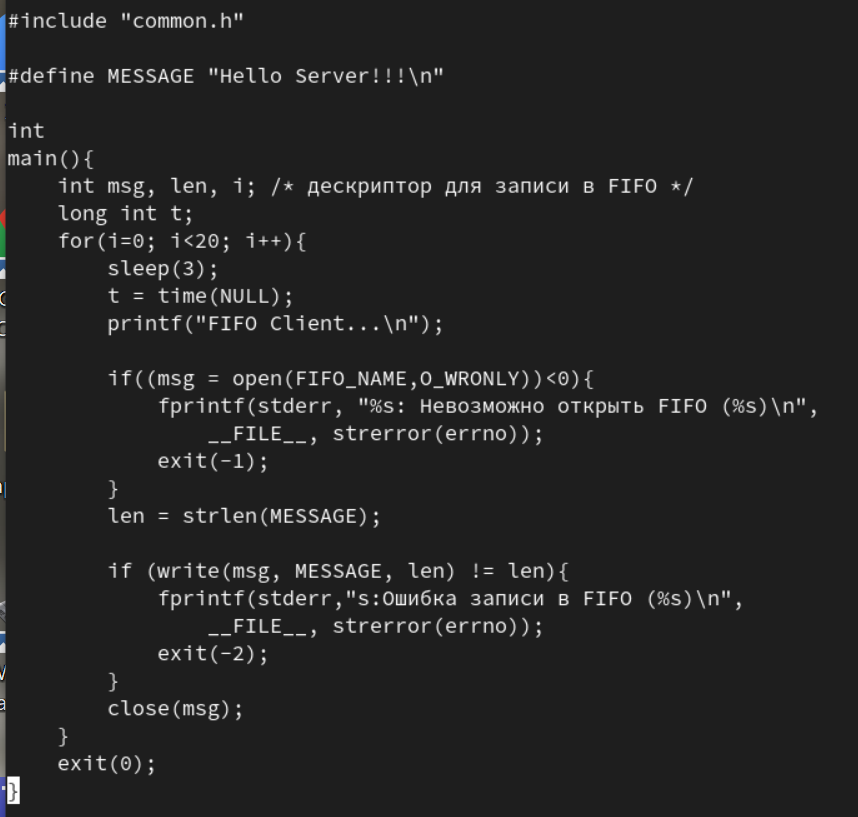 #include "common.h"

#define MESSAGE "Hello Server!!!\n"

int
main(){
    int msg, len, i; /* дескриптор для записи в FIFO */
    long int t;
    for(i=0; i<20; i++){
        sleep(3);
        t = time(NULL);
        printf("FIFO Client...\n");

        if((msg = open(FIFO_NAME,O_WRONLY))<0){
            fprintf(stderr, "%s: Невозможно открыть FIFO (%s)\n",
                __FILE__, strerror(errno));
            exit(-1);
        }
        len = strlen(MESSAGE);

        if (write(msg, MESSAGE, len) != len){
            fprintf(stderr,"s:Ошибка записи в FIFO (%s)\n",
                __FILE__, strerror(errno));
            exit(-2);
        }
        close(msg);
    }
    exit(0);
}